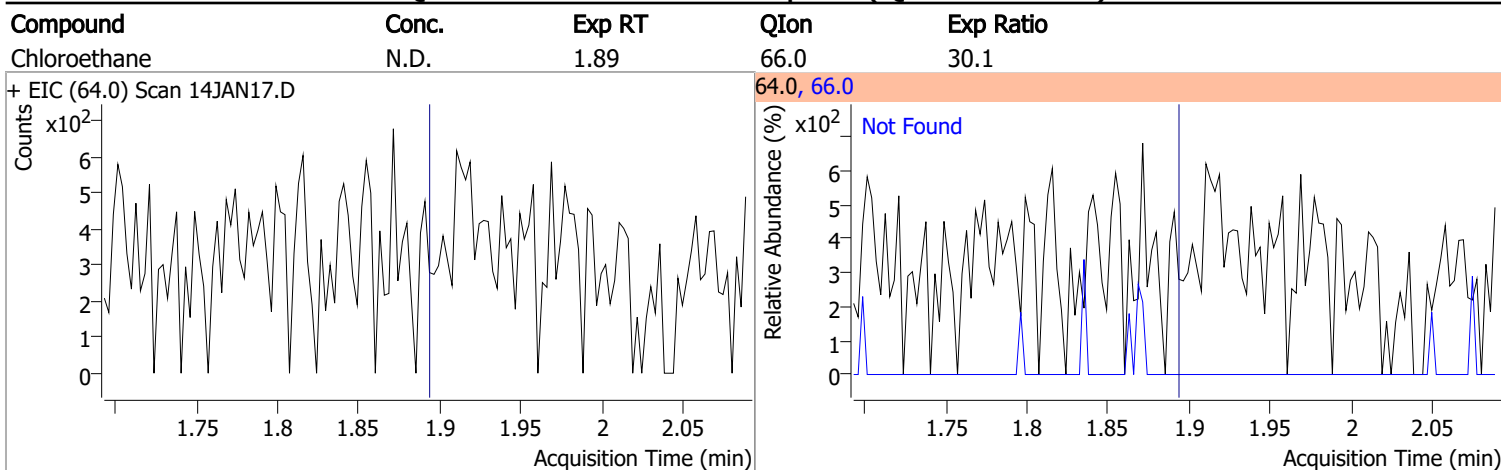 Compound Conc. Exp RT QIon Exp Ratio
Chloroethane N.D. 1.89 66.0 30.1
+ EIC (64.0) Scan 14JAN17.D
Counts
x10²
6
5
4
3
2
1
0
1.75 1.8 1.85 1.9 1.95 2 2.05
Acquisition Time (min)
64.0, 66.0
Relative Abundance (%)
x10²
Not Found
6
5
4
3
2
1
0
1.75 1.8 1.85 1.9 1.95 2 2.05
Acquisition Time (min)